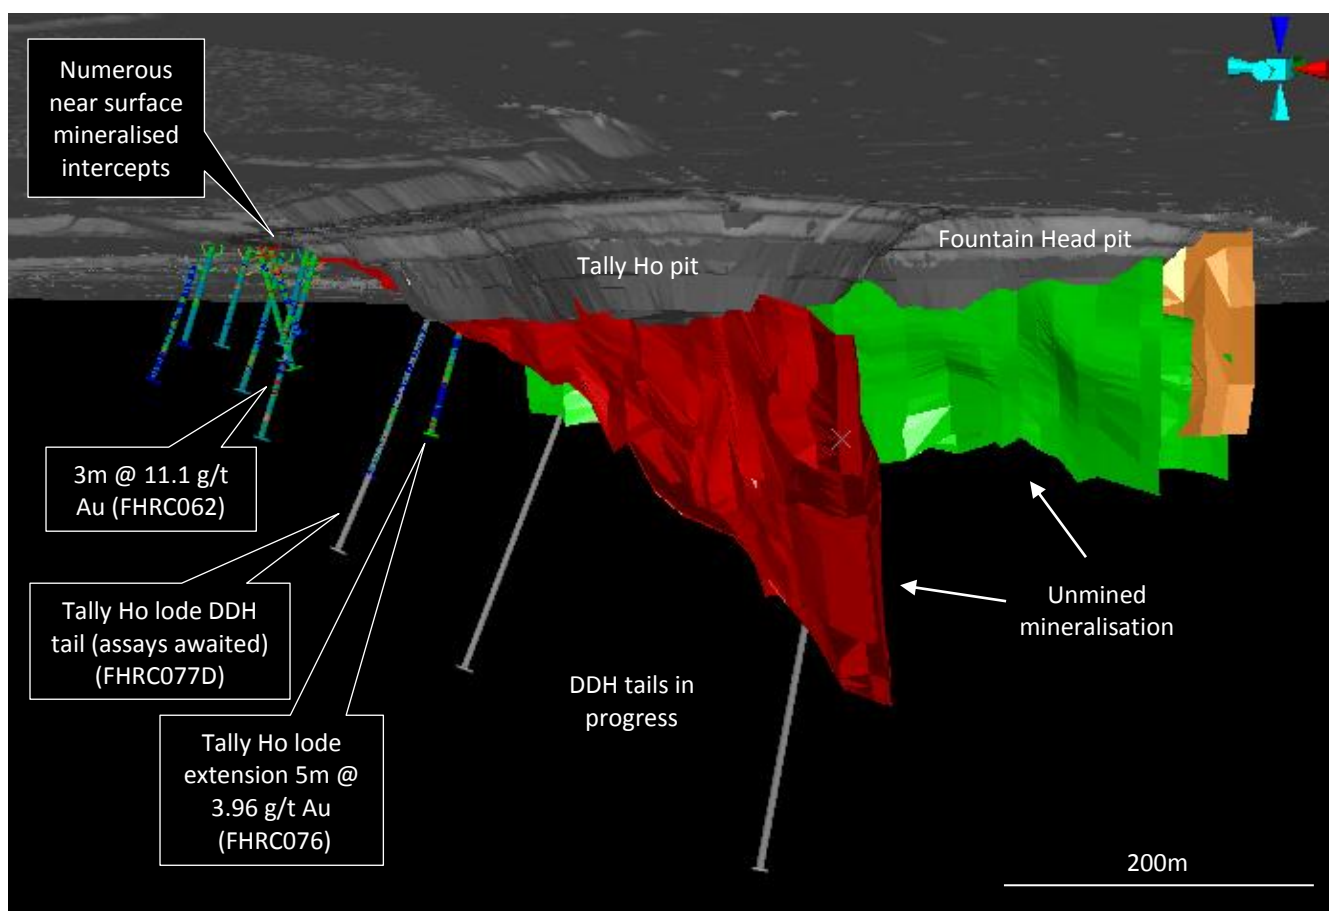 Numerous
near surface
mineralised
intercepts
Fountain Head pit
Tally Ho pit
3m @ 11.1 g/t
Au (FHRC062)
Tally Ho lode DDH
tail (assays awaited)
(FHRC077D)
Unmined
mineralisation
DDH tails in
progress
Tally Ho lode
extension 5m @
3.96 g/t Au
(FHRC076)
200m